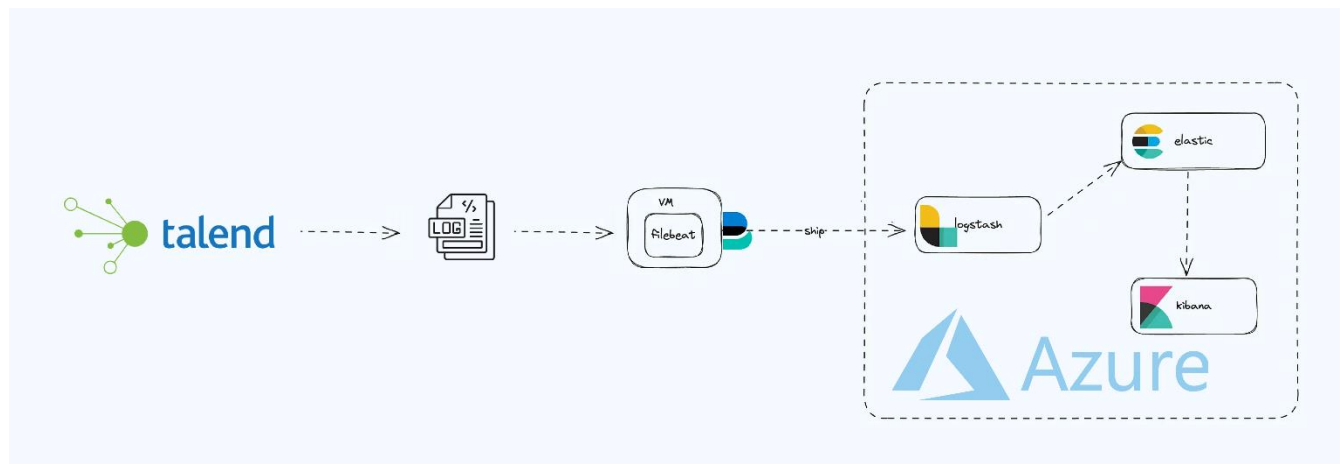 talend
</>
LOG
VM
filebeat
ship
logstash
elastic
kibana
Azure